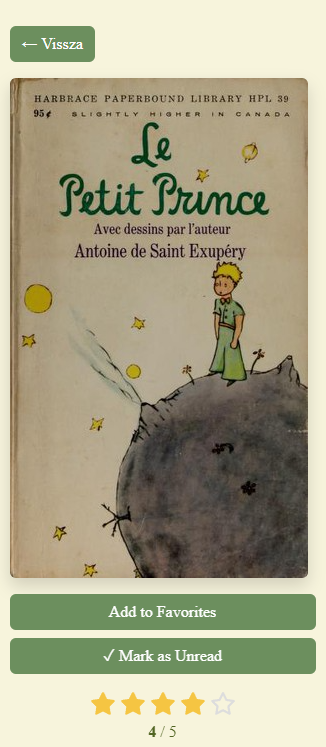 ← Vissza
HARBRACE PAPERBOUND LIBRARY HPL 39
95¢ SLIGHTLY HIGHER IN CANADA
Le
Petit Prince
Avec dessins par l'auteur
Antoine de Saint Exupéry
Add to Favorites
✓ Mark as Unread
4 / 5